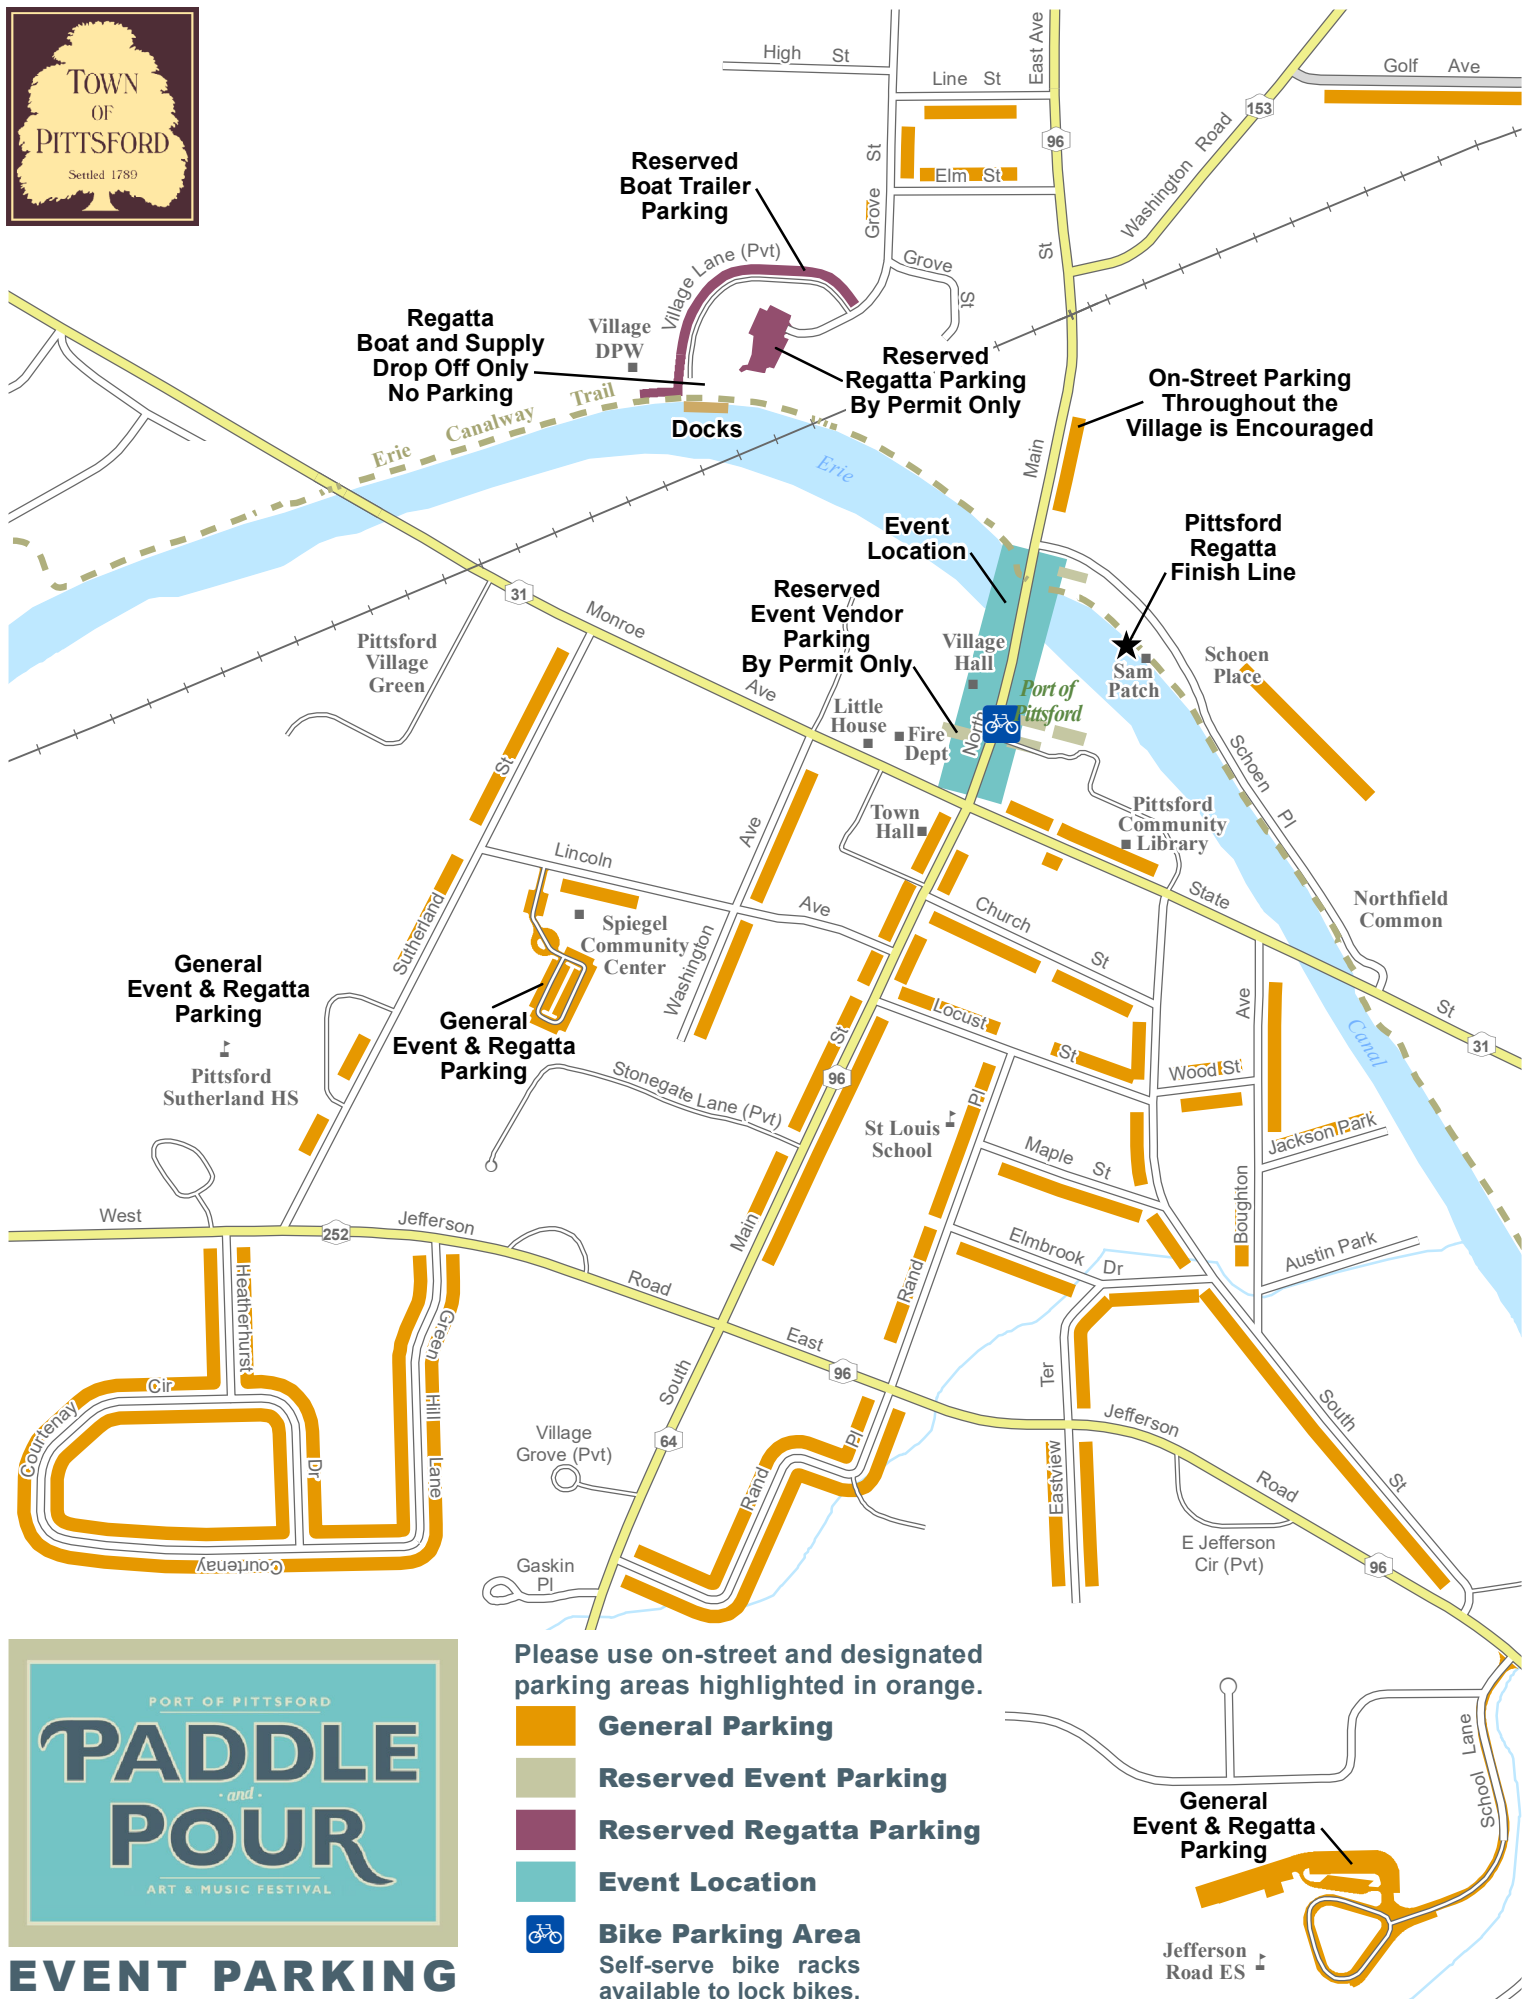 TOWN
OF
PITTSFORD
Settled 1789
High St
Line St
East Ave
96
Golf Ave
153
Washington Road
Grove St
Elm St
St
Grove
St
Reserved
Boat Trailer
Parking
Village Lane (Pvt)
Regatta
Boat and Supply
Drop Off Only
No Parking
Village
DPW
Reserved
Regatta Parking
By Permit Only
On-Street Parking
Throughout the
Village is Encouraged
Docks
Erie Canalway Trail
Erie
Main
Event
Location
Pittsford
Regatta
Finish Line
31
Monroe
Ave
Reserved
Event Vendor
Parking
By Permit Only
Village
Hall
Pittsford
Village
Green
Sam
Patch
Schoen
Place
Port of
Pittsford
Little
House
Fire
Dept
North
Schoen Pl
St
Town
Hall
Pittsford
Community
Library
Lincoln
Ave
Ave
Church
St
State
St
31
Northfield
Common
Sutherland
Spiegel
Community
Center
Washington
General
Event & Regatta
Parking
General
Event & Regatta
Parking
Pittsford
Sutherland HS
Locust
St
St
96
Ave
Canal
Wood St
Stonegate Lane (Pvt)
St Louis
School
Pl
Maple St
Jackson Park
Boughton
West
252
Jefferson
Road
Main
Elmbrook
Dr
Austin Park
Rand
Heatherhurst
Green
Hill
Lane
Cir
Courtenay
Dr
Courtenay
East
96
South
64
Ter
Jefferson
South
St
Village
Grove (Pvt)
Pl
Rand
Eastview
Road
E Jefferson
Cir (Pvt)
96
Gaskin
Pl
PORT OF PITTSFORD
PADDLE
· and ·
POUR
ART & MUSIC FESTIVAL
EVENT PARKING
Please use on-street and designated
parking areas highlighted in orange.
General Parking
Reserved Event Parking
Reserved Regatta Parking
Event Location
Bike Parking Area
Self-serve bike racks
available to lock bikes.
School Lane
General
Event & Regatta
Parking
Jefferson
Road ES